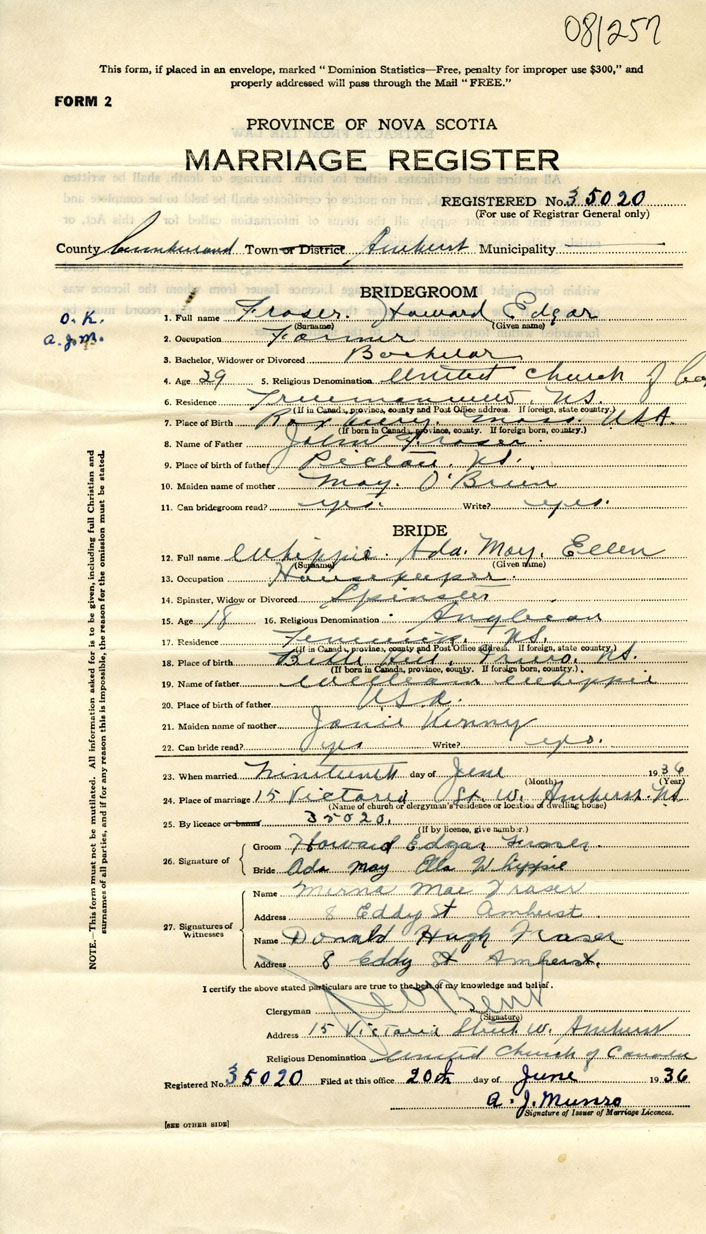 081257
This form, if placed in an envelope, marked "Dominion Statistics—Free, penalty for improper use $300," and
properly addressed will pass through the Mail "FREE."
FORM 2
PROVINCE OF NOVA SCOTIA
MARRIAGE REGISTER
REGISTERED No. 35020
(For use of Registrar General only)
County Cumberland Town or District Amherst Municipality
BRIDEGROOM
O.K.
A.J.M.
1. Full name Fraser. Howard Edgar
(Surname) (Given name)
2. Occupation Farmer
3. Bachelor, Widower or Divorced Bachelor
4. Age 29 5. Religious Denomination United Church of Ca
6. Residence Truemanville, NS.
(If in Canada, province, county and Post Office address. If foreign, state country.)
7. Place of Birth Roxbury, Mass. USA.
(If born in Canada, province, county. If foreign born, country.)
8. Name of Father John Fraser.
9. Place of birth of father Pictou. NS.
10. Maiden name of mother May. O'Brien
11. Can bridegroom read? yes. Write? yes.
BRIDE
12. Full name Whippie. Ada. May. Ellen
(Surname) (Given name)
13. Occupation Housekeeper.
14. Spinster, Widow or Divorced Spinster
15. Age 18 16. Religious Denomination Anglican
17. Residence Fenwick. NS.
(If in Canada, province, county and Post Office address. If foreign, state country.)
18. Place of birth Bible Hill, Truro, NS.
(If born in Canada, province, county. If foreign born, country.)
19. Name of father William Whippie
20. Place of birth of father USA.
21. Maiden name of mother Janie Kenny
22. Can bride read? yes Write? yes.
23. When married Nineteenth day of June 1936
(Month) (Year)
24. Place of marriage 15 Victoria St. W. Amherst. NS
(Name of church or clergyman's residence or location of dwelling house)
25. By licence or banns 35020.
(If by licence, give number.)
26. Signature of
Groom Howard Edgar Fraser.
Bride Ada may Ella Whippie
27. Signatures of Witnesses
Name Merna Mae Fraser
Address 8 Eddy St Amherst
Name Donald Hugh Fraser
Address 8 Eddy St Amherst.
NOTE.—This form must not be mutilated. All information asked for is to be given, including full Christian and
surnames of all parties, and if for any reason this is impossible, the reason for the omission must be stated.
I certify the above stated particulars are true to the best of my knowledge and belief.
Clergyman Bent
(Signature)
Address 15 Victoria Street W. Amherst
Religious Denomination United Church of Canada
Registered No. 35020 Filed at this office 20th day of June 1936
A. J. Munro
Signature of Issuer of Marriage Licences.
[SEE OTHER SIDE]